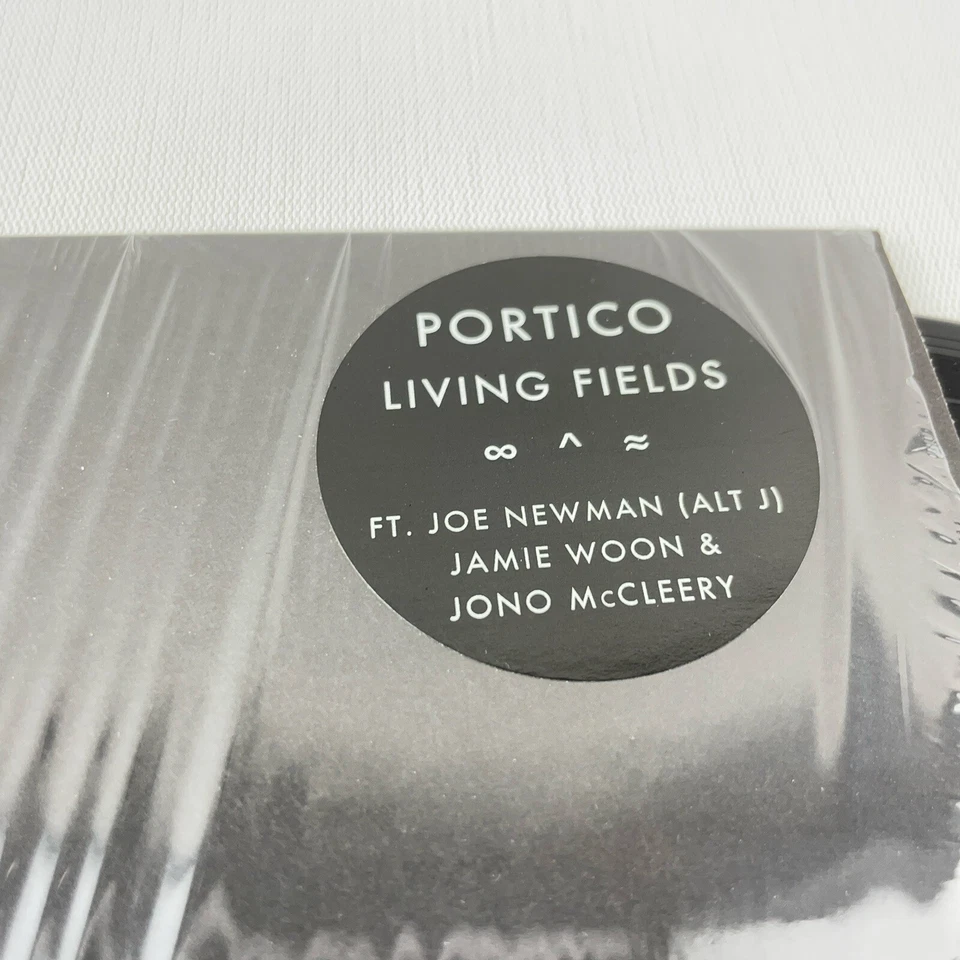 PORTICO
LIVING FIELDS
∞ ^ ≈
FT. JOE NEWMAN (ALT J)
JAMIE WOON &
JONO McCLEERY